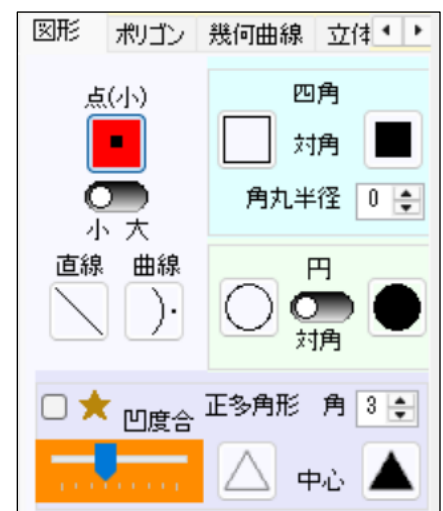 図形 ポリゴン 幾何曲線 立体
点(小)
小 大
直線 曲線
四角
対角
角丸半径 0
円
対角
凹度合
正多角形 角 3
中心